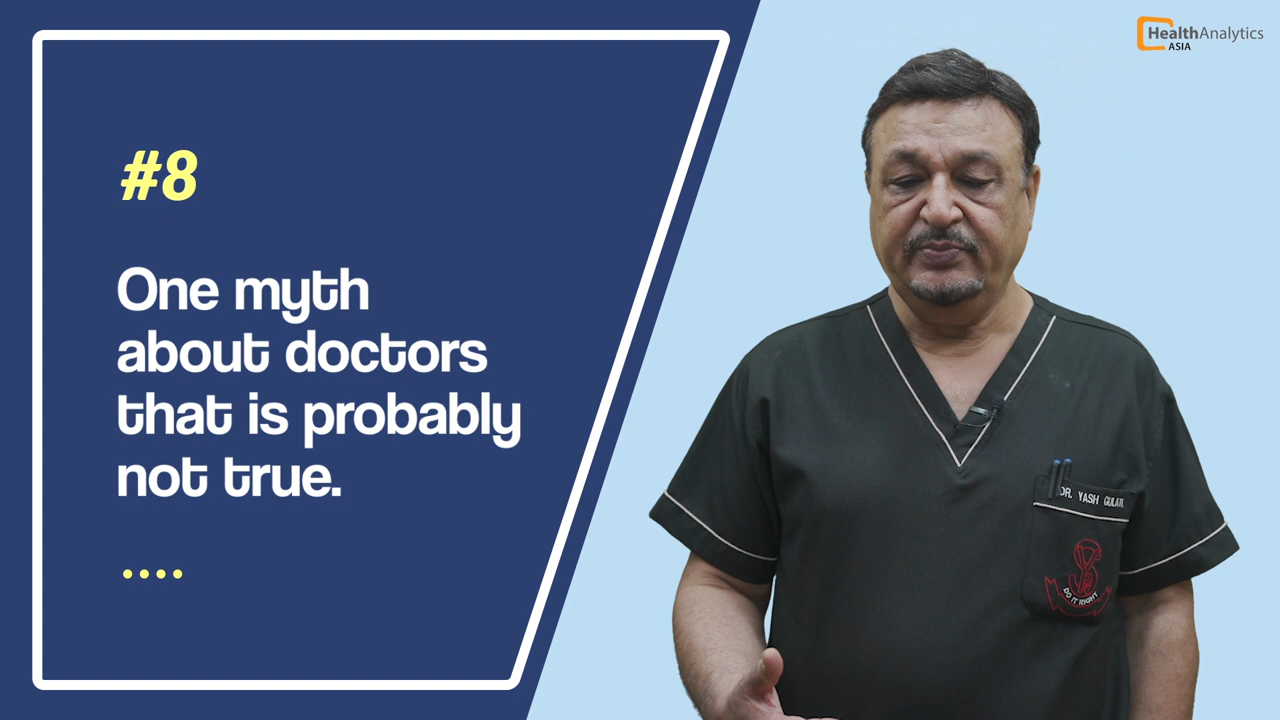 #8
One myth
about doctors
that is probably
not true.
....
HealthAnalytics
ASIA
DR. YASH GULATI
DO IT RIGHT